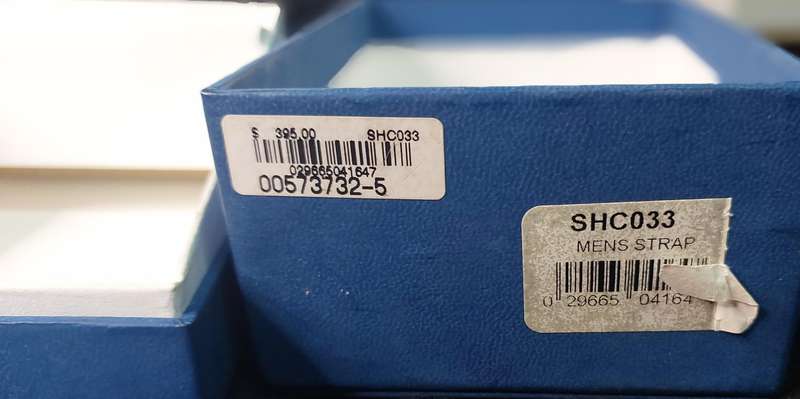 $ 395.00 SHC033
029665041647
00573732-5
SHC033
MENS STRAP
0 29665 04164